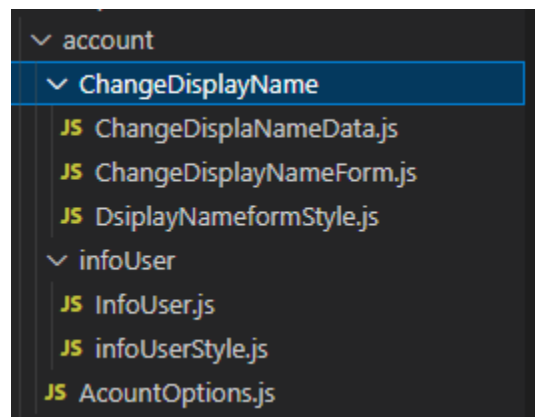 account
ChangeDisplayName
JS ChangeDisplaNameData.js
JS ChangeDisplayNameForm.js
JS DsiplayNameformStyle.js
infoUser
JS InfoUser.js
JS infoUserStyle.js
JS AcountOptions.js